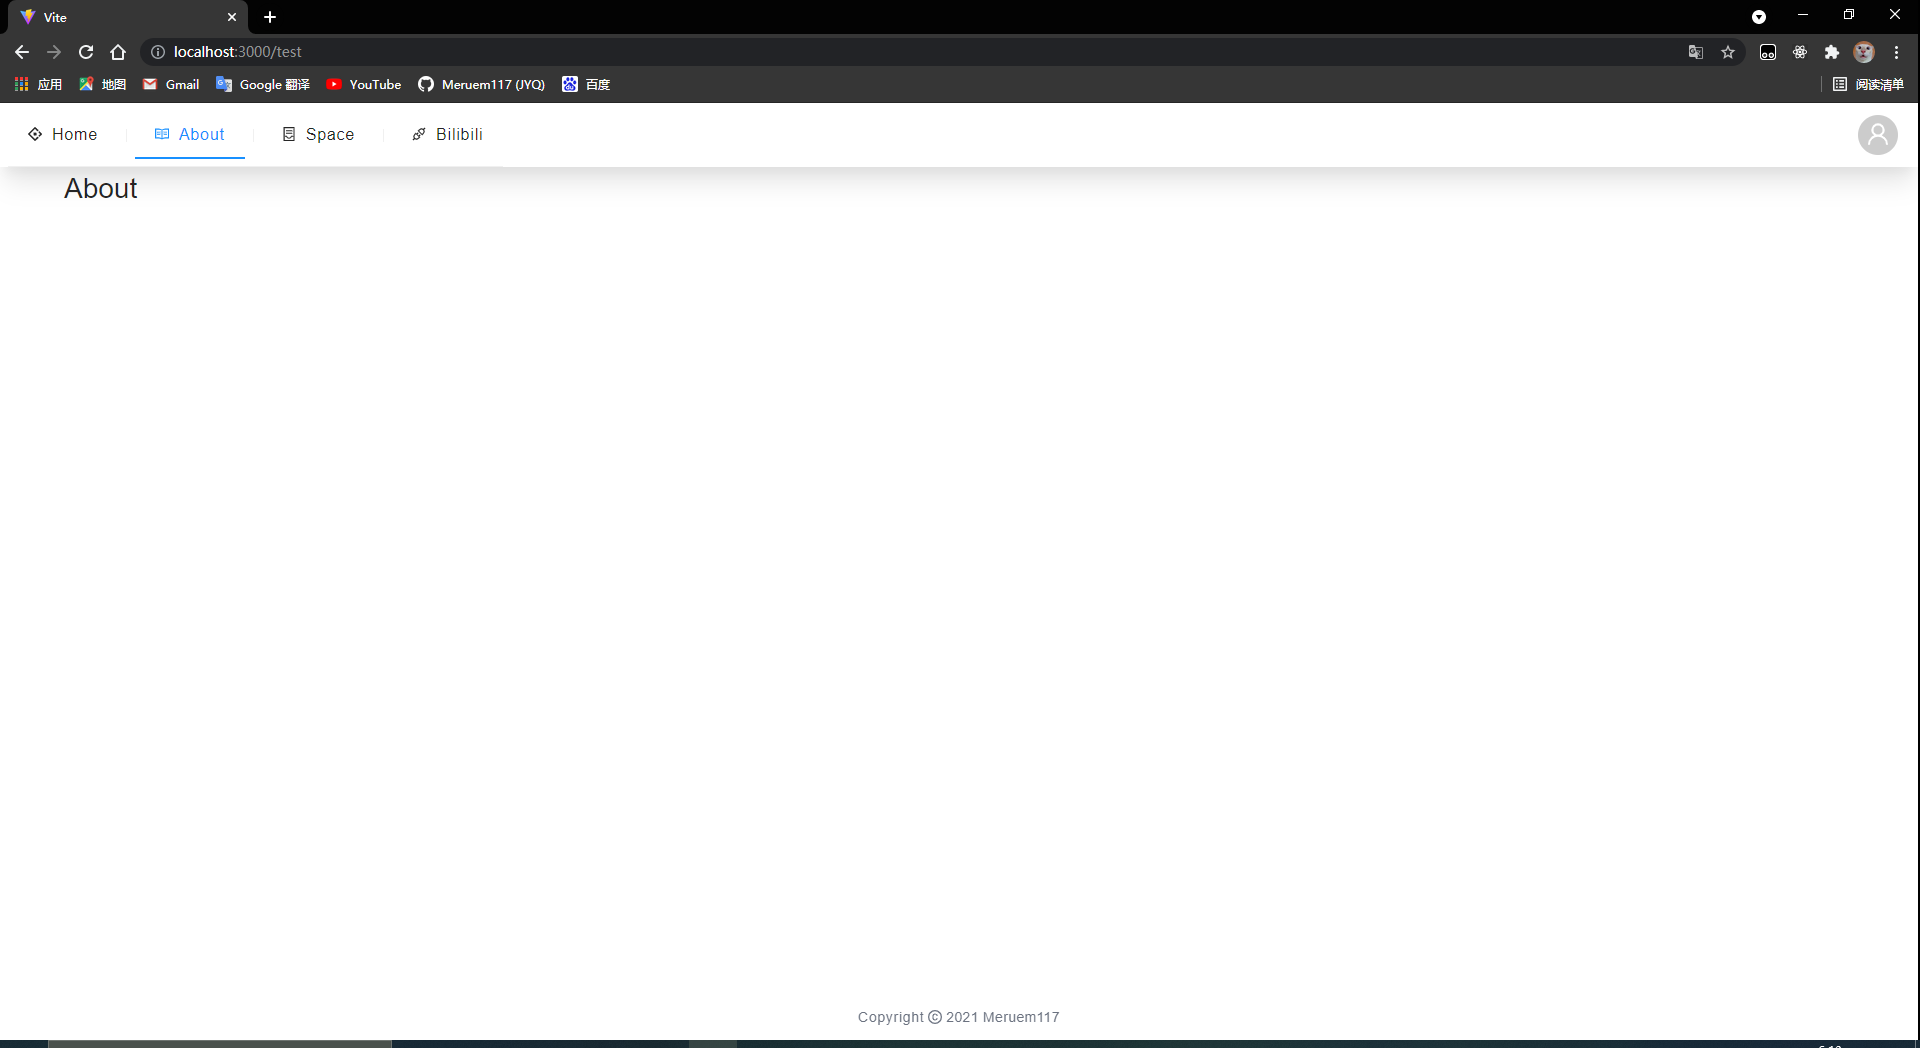 Vite
localhost:3000/test
应用 地图 Gmail Google 翻译 YouTube Meruem117 (JYQ) 百度 阅读清单
Home About Space Bilibili
About
Copyright © 2021 Meruem117